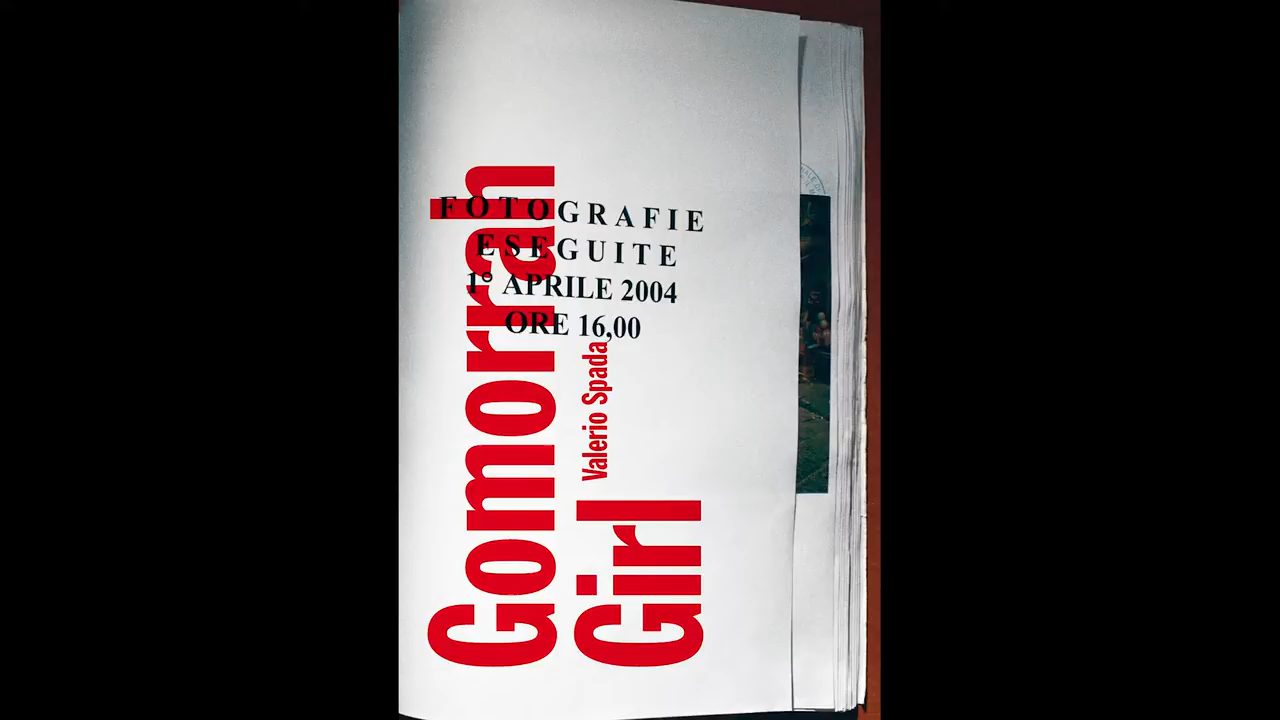 FOTOGRAFIE
ESEGUITE
1° APRILE 2004
ORE 16,00
Gomorrah
Girl
Valerio Spada